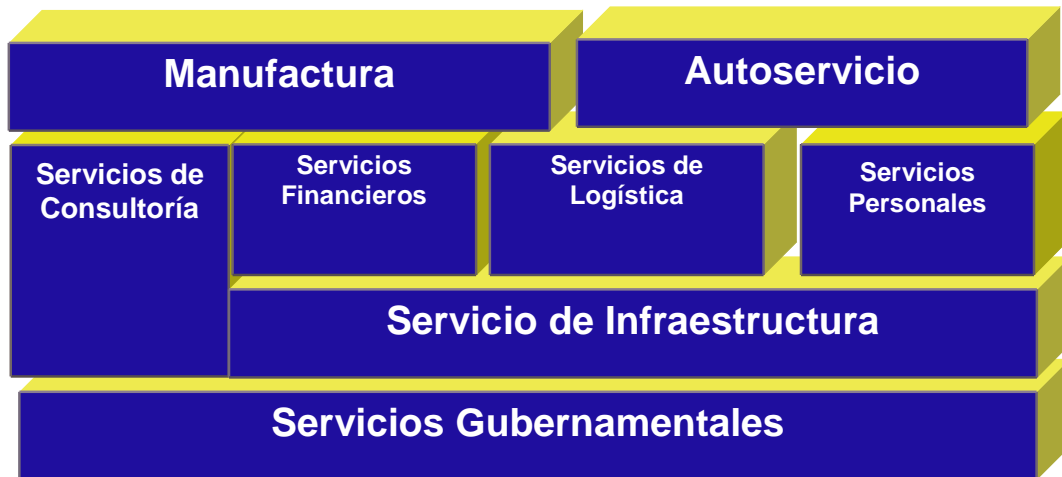 Manufactura
Autoservicio
Servicios de
Consultoría
Servicios
Financieros
Servicios de
Logística
Servicios
Personales
Servicio de Infraestructura
Servicios Gubernamentales